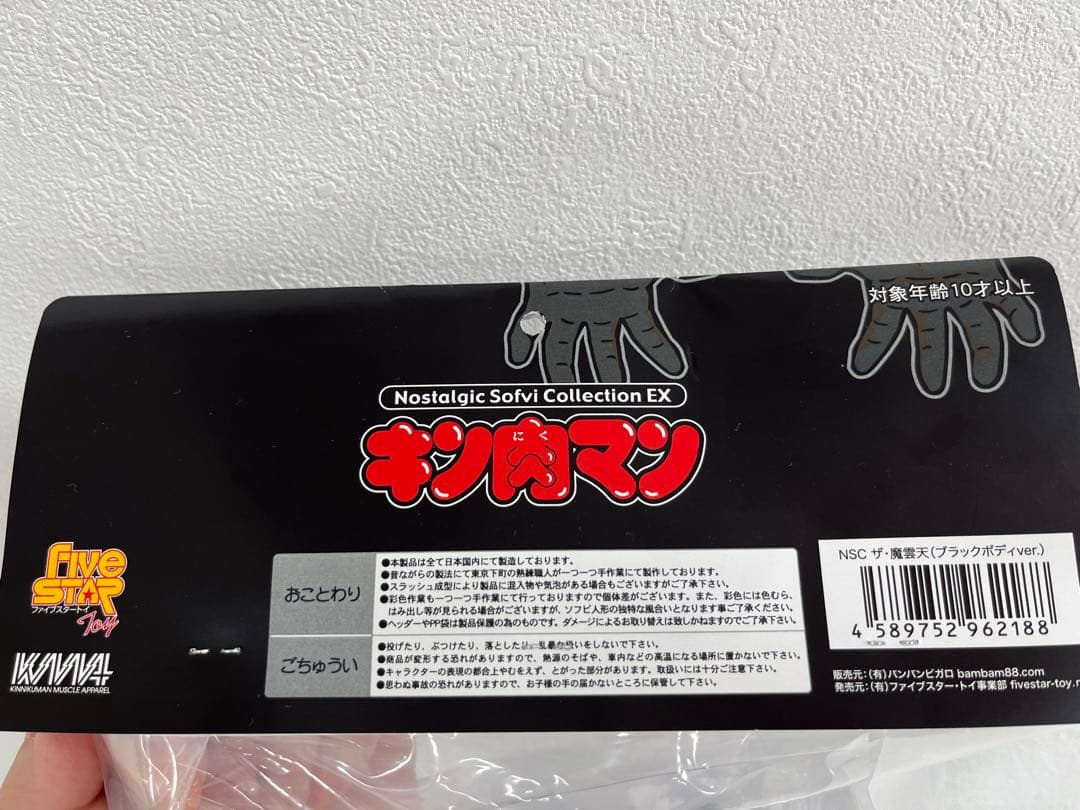 対象年齢10才以上
Nostalgic Sofvi Collection EX
キン肉マン
にく
Five
STAR
ファイブスタートイ
Toy
KINNIKUMAN MUSCLE APPAREL
おことわり
●本製品は全て日本国内にて製造しております。
●昔ながらの製法にて東京下町の熟練職人が一つ一つ手作業にて製作しております。
●スラッシュ成型により製品に混入物や気泡がある場合もございますがご了承下さい。
●彩色作業も一つ一つ手作業にて行っておりますので個体差がございます。また、彩色には色むら、
はみ出し等が見られる場合がございますが、ソフビ人形の独特な風合いとなります事ご了承ください。
●ヘッダーやPP袋は製品保護の為のものです。ダメージによるお取り替えは致しかねますのでご了承下さい。
ごちゅうい
●投げたり、ぶつけたり、落とした
乱暴な扱いをしないで下さい。
●商品が変形する恐れがありますので、熱源のそばや、車内などの高温になる場所に置かないで下さい。
●キャラクターの表現の都合上やむをえず、とがった部分があります。取扱いには十分ご注意下さい。
●思わぬ事故の恐れがありますので、お子様の手の届かないところに保管して下さい。
NSC ザ・魔雲天(ブラックボディver.)
4 589752 962188
販売元:(有)バンバンビガロ bambam88.com
発売元:(有)ファイブスター・トイ事業部 fivestar-toy.n